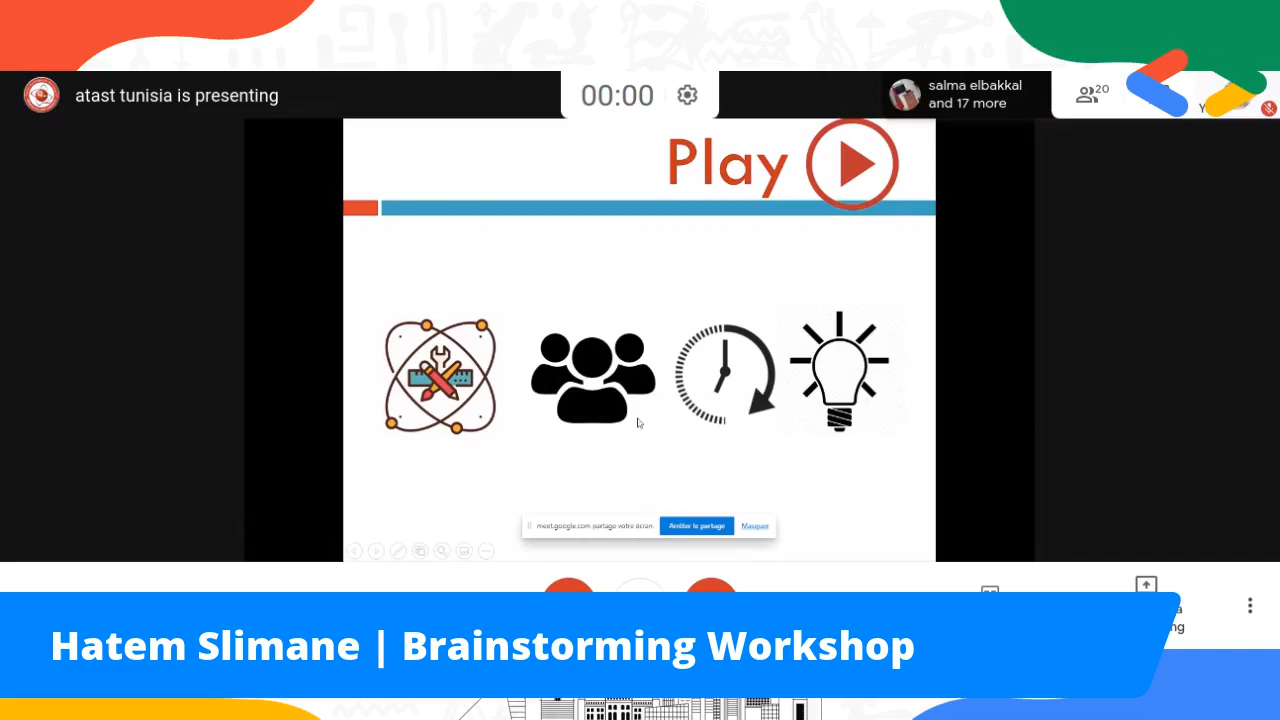 atast tunisia is presenting
00:00
salma elbakkal
and 17 more
20
Y
Play
meet.google.com partage votre écran.
Arrêter le partage
Masquer
ng
Hatem Slimane | Brainstorming Workshop